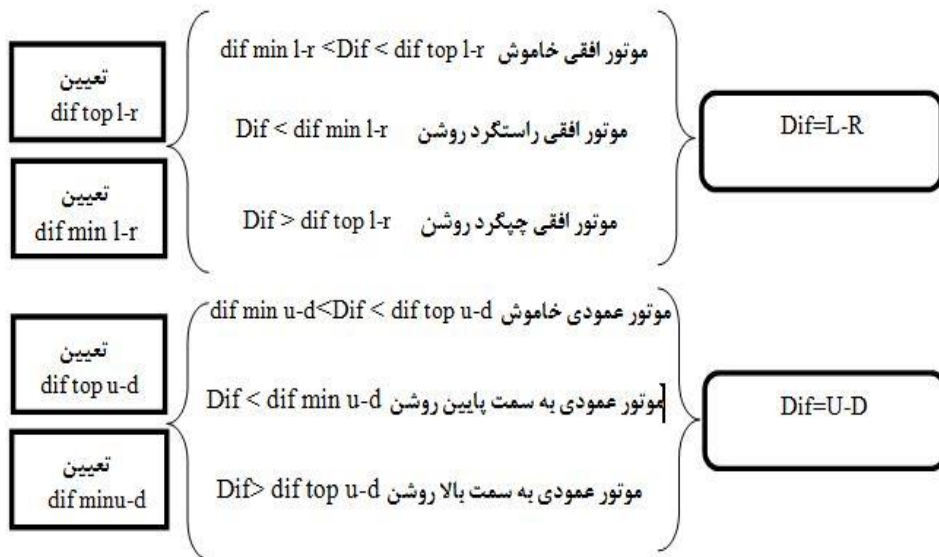 Dif=L-R
موتور افقی خاموش dif min l-r <Dif < dif top l-r
موتور افقی راستگرد روشن Dif < dif min l-r
موتور افقی چپگرد روشن Dif > dif top l-r
تعیین
dif top l-r
تعیین
dif min l-r
Dif=U-D
موتور عمودی خاموش dif min u-d<Dif < dif top u-d
موتور عمودی به سمت پایین روشن Dif < dif min u-d
موتور عمودی به سمت بالا روشن Dif> dif top u-d
تعیین
dif top u-d
تعیین
dif minu-d